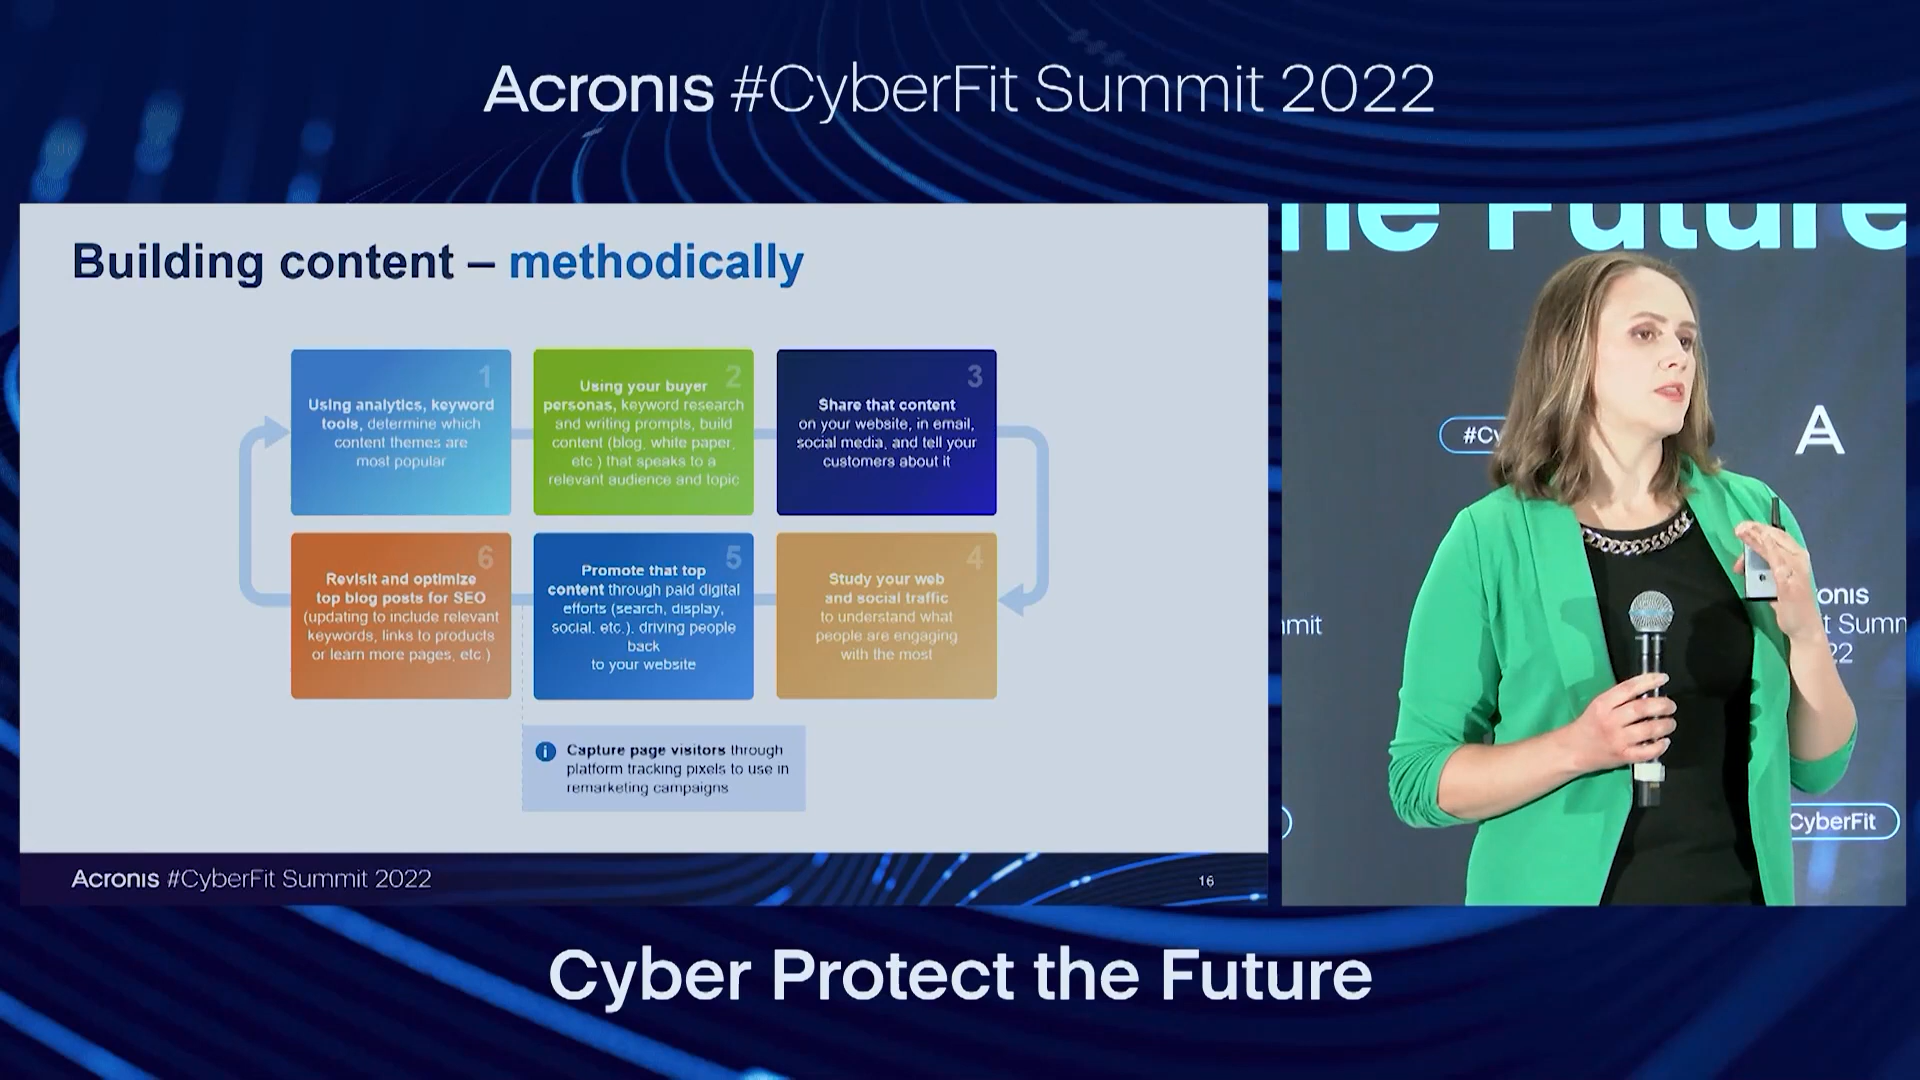 Acronis #CyberFit Summit 2022
Building content – methodically
1
Using analytics, keyword
tools, determine which
content themes are
most popular
2
Using your buyer
personas, keyword research
and writing prompts, build
content (blog, white paper,
etc.) that speaks to a
relevant audience and topic
3
Share that content
on your website, in email,
social media, and tell your
customers about it
6
Revisit and optimize
top blog posts for SEO
(updating to include relevant
keywords, links to products
or learn more pages, etc.)
5
Promote that top
content through paid digital
efforts (search, display,
social, etc.), driving people
back
to your website
4
Study your web
and social traffic
to understand what
people are engaging
with the most
Capture page visitors through
platform tracking pixels to use in
remarketing campaigns
Acronis #CyberFit Summit 2022
16
he Future
#Cy
A
onis
mit
t Summ
22
CyberFit
Cyber Protect the Future